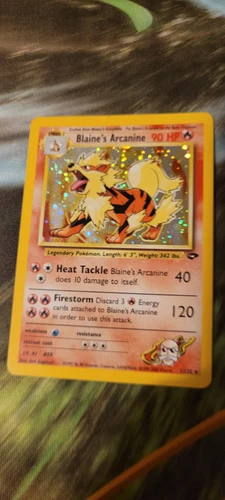 Blaine's Arcanine 90 HP
Legendary Pokémon. Length: 6' 3", Weight: 342 lbs.
Heat Tackle Blaine's Arcanine
does 10 damage to itself. 40
Firestorm Discard 3 Energy
cards attached to Blaine's Arcanine
in order to use this attack. 120
weakness resistance
retreat cost